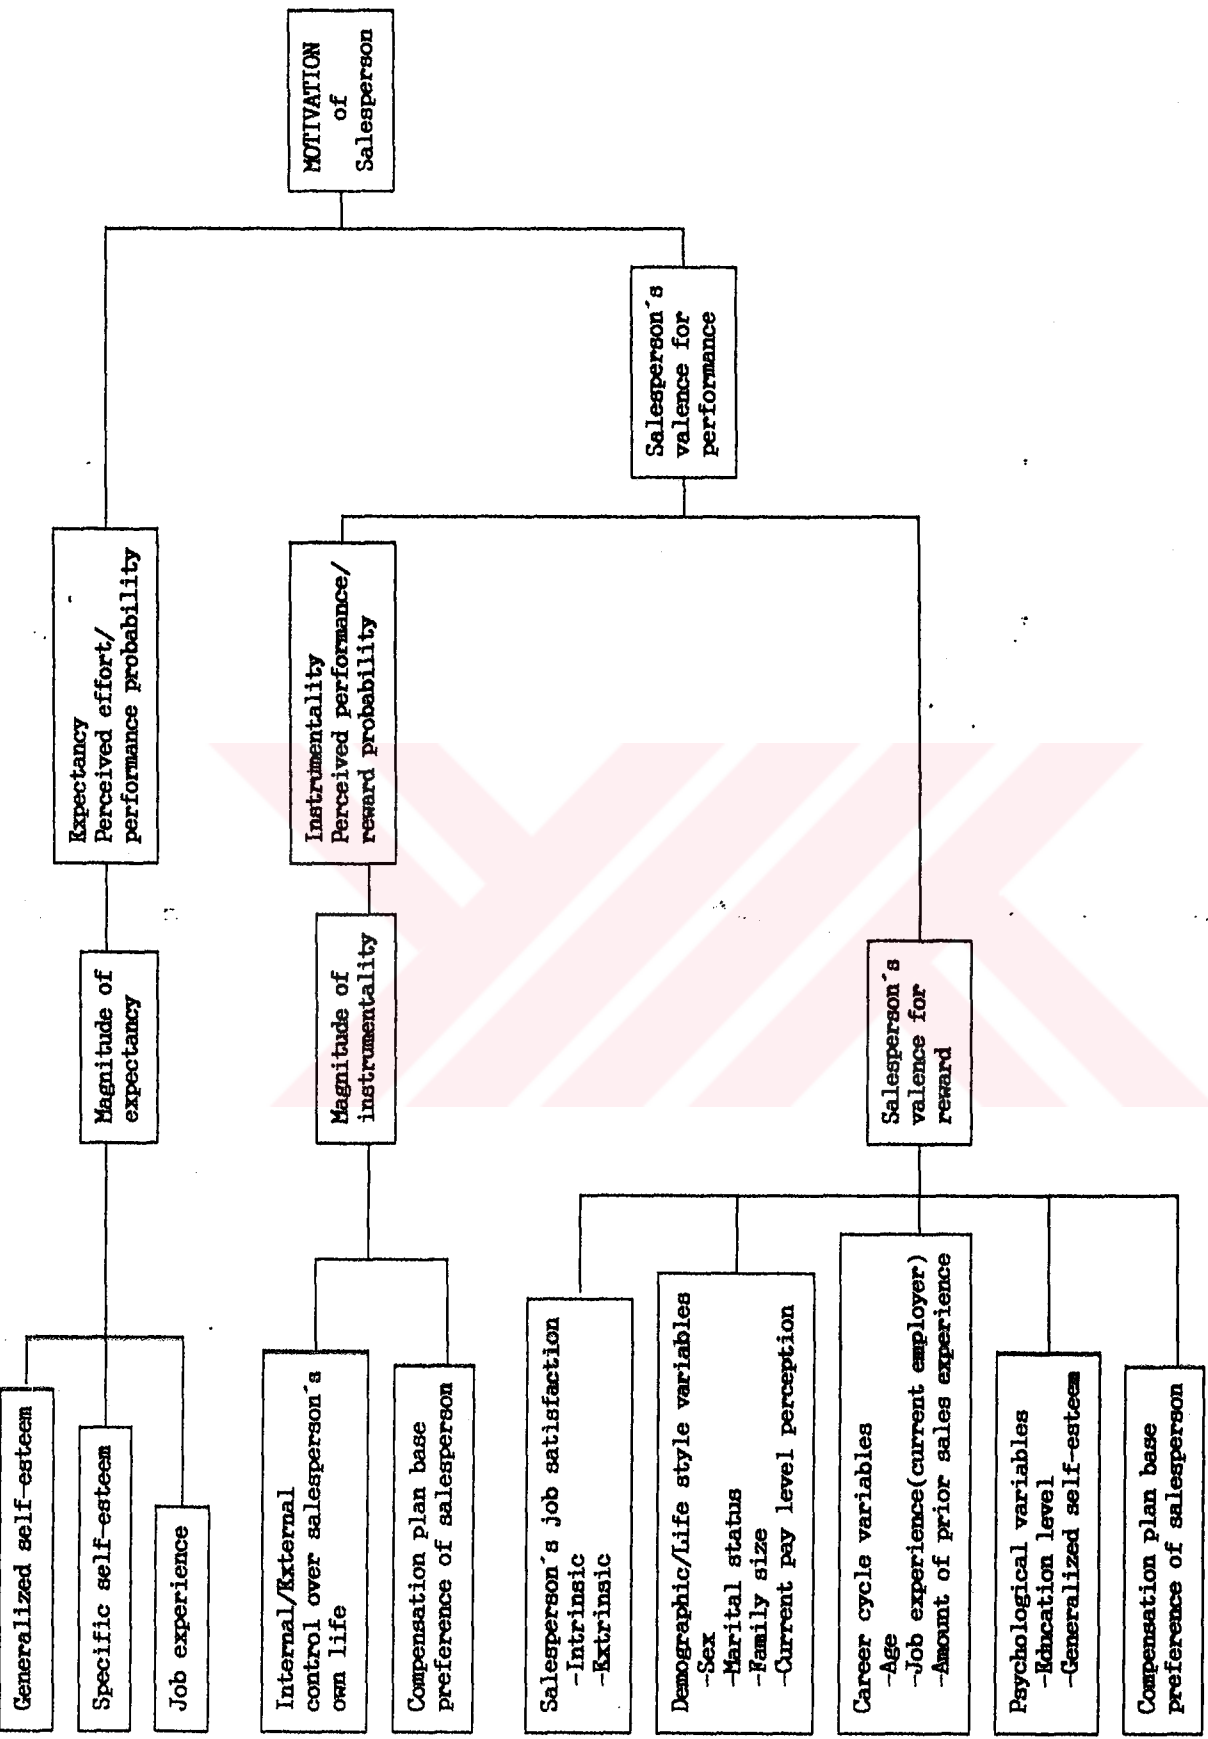 Generalized self-esteem
Specific self-esteem
Job experience
Magnitude of
expectancy
Expectancy
Perceived effort/
performance probability
Internal/External
control over salesperson´s
own life
Compensation plan base
preference of salesperson
Magnitude of
instrumentality
Instrumentality
Perceived performance/
reward probability
MOTIVATION
of
Salesperson
Salesperson´s job satisfaction
-Intrinsic
-Extrinsic
Demographic/Life style variables
-Sex
-Marital status
-Family size
-Current pay level perception
Career cycle variables
-Age
-Job experience(current employer)
-Amount of prior sales experience
Psychological variables
-Education level
-Generalized self-esteem
Compensation plan base
preference of salesperson
Salesperson´s
valence for
reward
Salesperson´s
valence for
performance